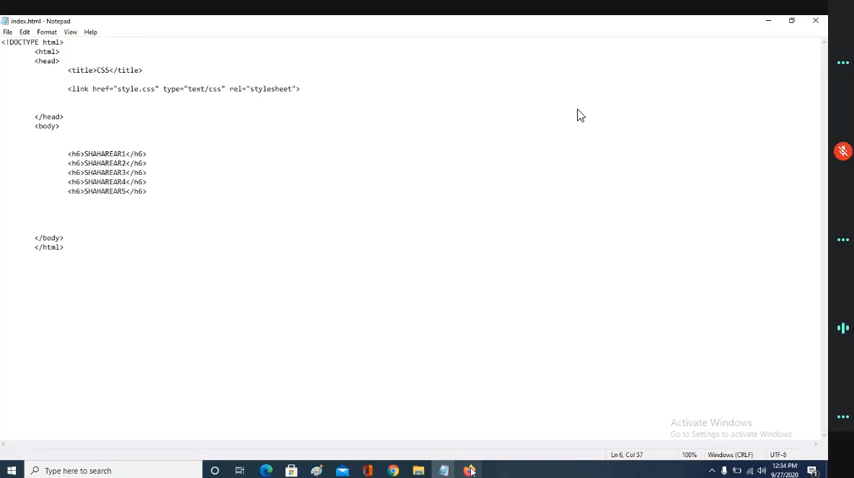 index.html - Notepad
File Edit Format View Help
<!DOCTYPE html>
<html>
<head>
<title>CSS</title>
<link href="style.css" type="text/css" rel="stylesheet">
</head>
<body>
<h6>SHAHAREAR1</h6>
<h6>SHAHAREAR2</h6>
<h6>SHAHAREAR3</h6>
<h6>SHAHAREAR4</h6>
<h6>SHAHAREAR5</h6>
</body>
</html>
Activate Windows
Go to Settings to activate Windows.
Ln 6, Col 57 100% Windows (CRLF) UTF-8
Type here to search
12:34 PM
9/27/2020